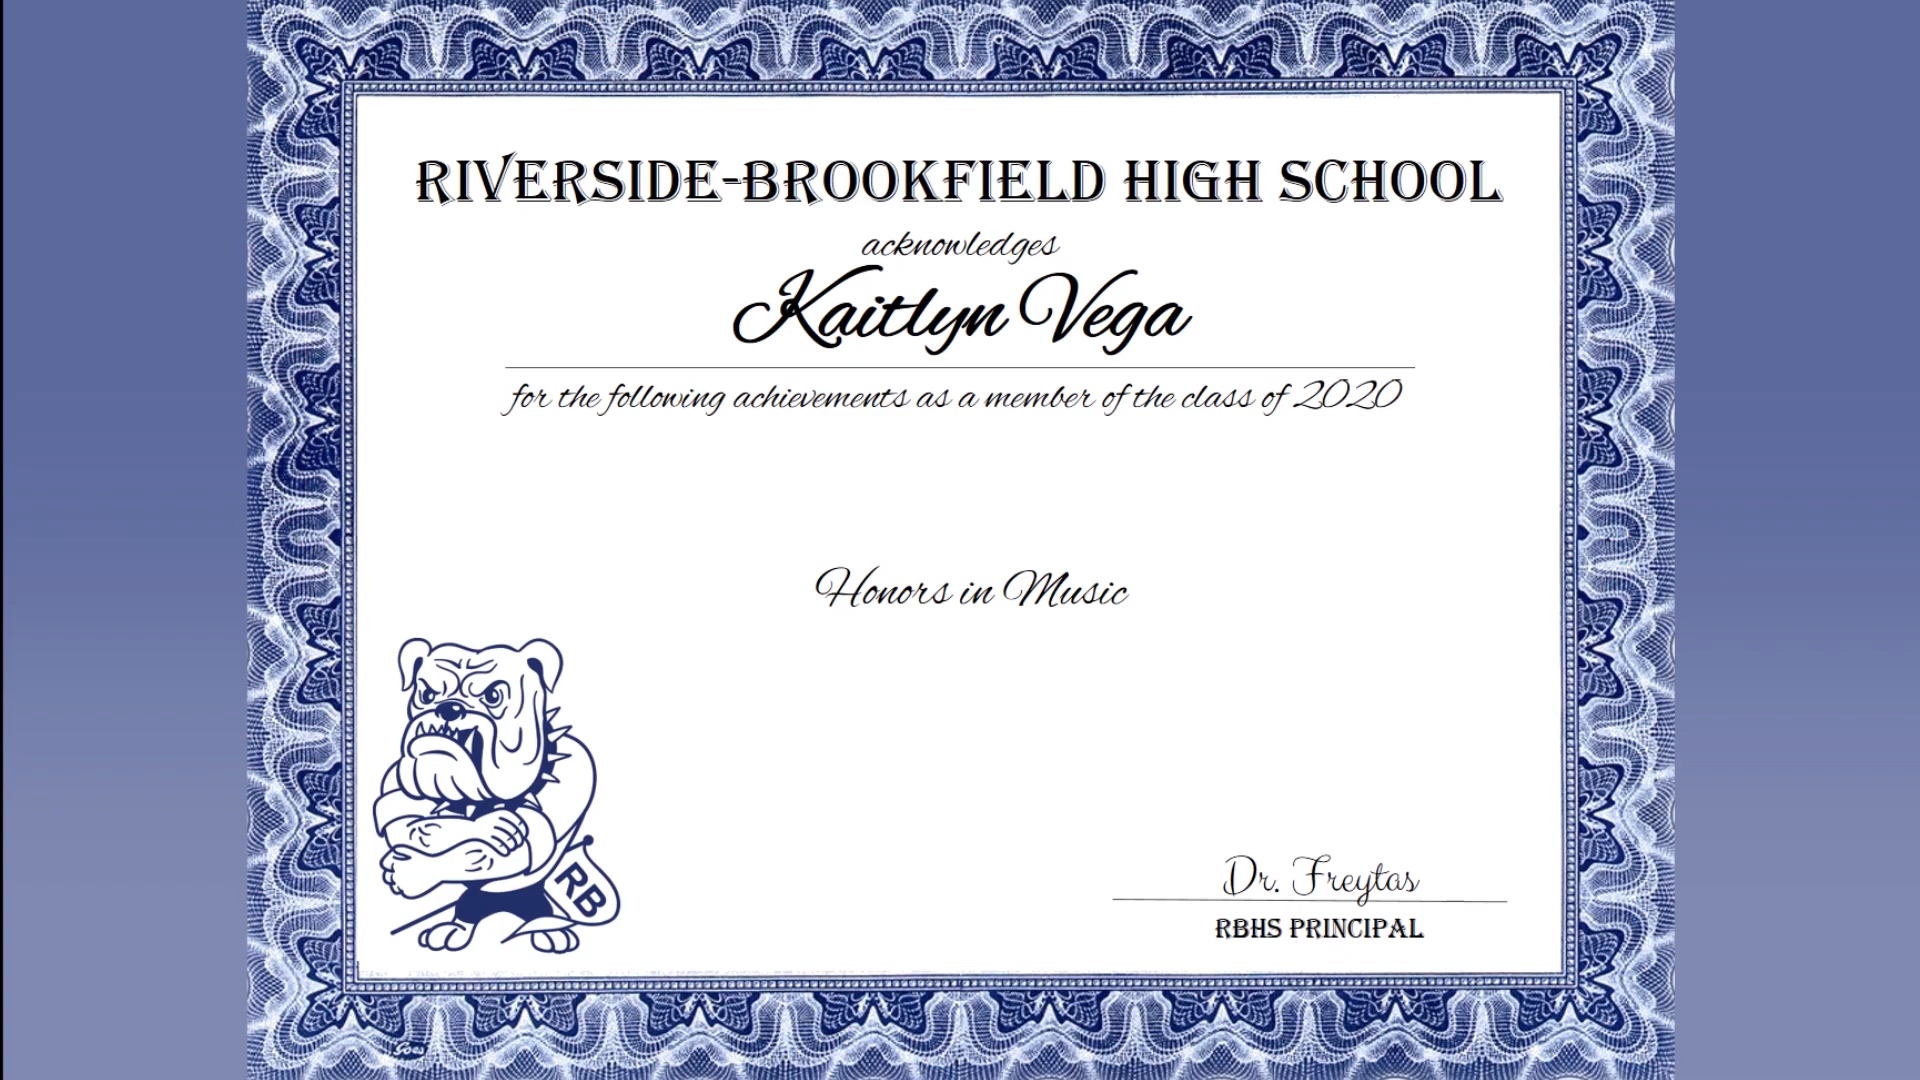 RIVERSIDE-BROOKFIELD HIGH SCHOOL
acknowledges
Kaitlyn Vega
for the following achievements as a member of the class of 2020
Honors in Music
RB
Dr. Freytas
RBHS PRINCIPAL
Goes